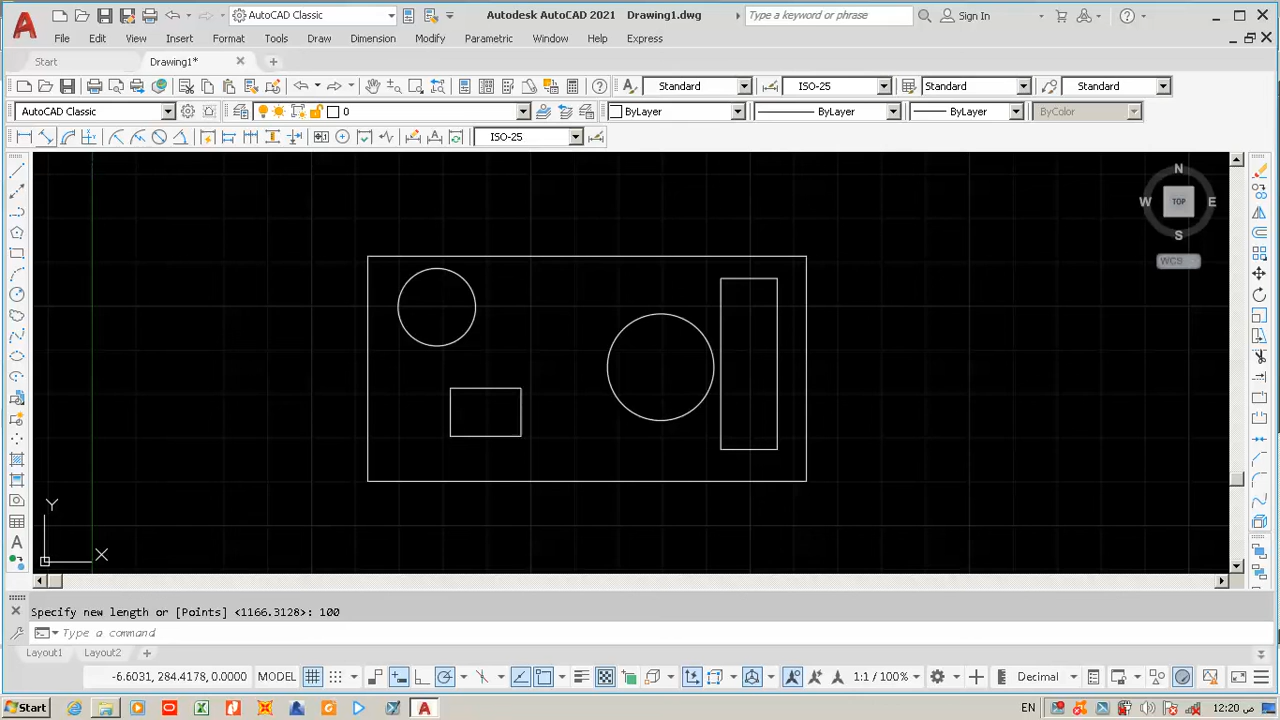 AutoCAD Classic
Autodesk AutoCAD 2021 Drawing1.dwg
Type a keyword or phrase
Sign In
File Edit View Insert Format Tools Draw Dimension Modify Parametric Window Help Express
Start Drawing1*
Standard ISO-25 Standard Standard
AutoCAD Classic 0 ByLayer ByLayer ByLayer ByColor
ISO-25
N
W TOP E
S
WCS
Y
X
Specify new length or [Points] <1166.3128>: 100
Type a command
Layout1 Layout2
-6.6031, 284.4178, 0.0000 MODEL 1:1 / 100% Decimal
Start EN 12:20 ص